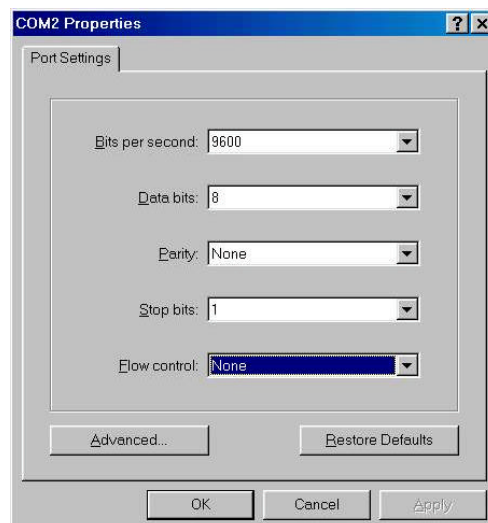 COM2 Properties
Port Settings
Bits per second: 9600
Data bits: 8
Parity: None
Stop bits: 1
Flow control: None
Advanced...
Restore Defaults
OK
Cancel
Apply